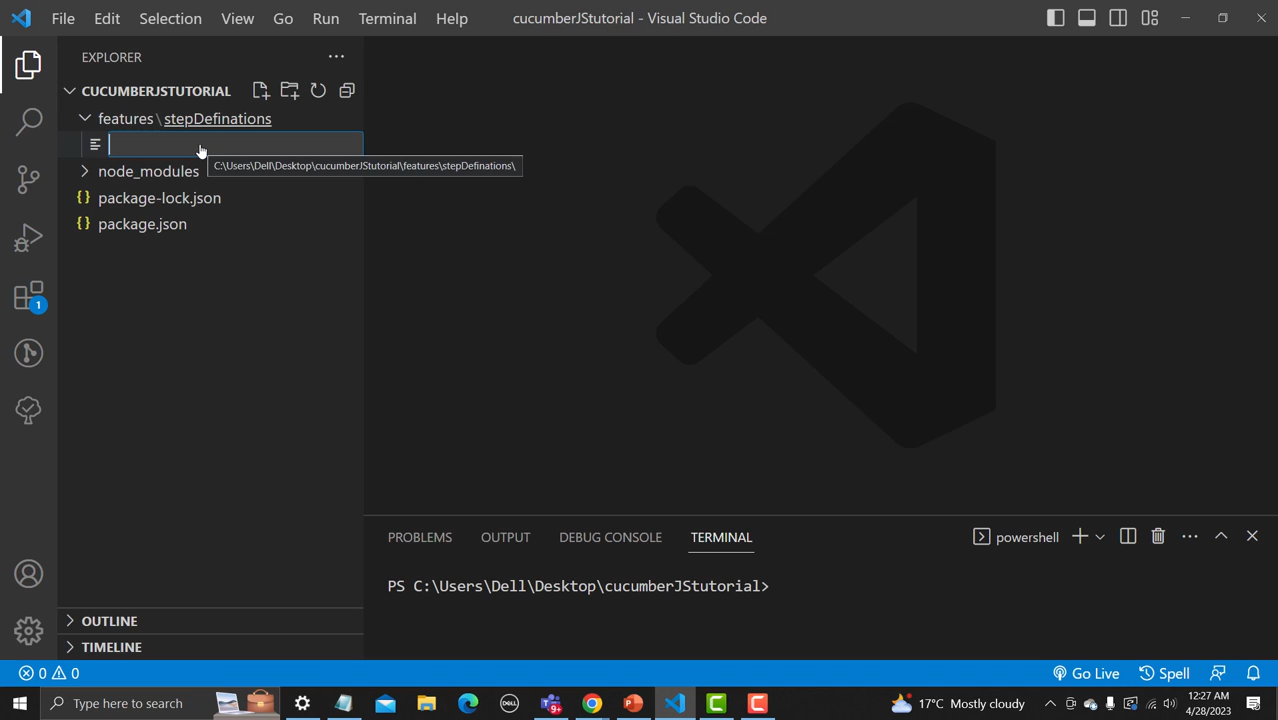 File Edit Selection View Go Run Terminal Help
cucumberJStutorial - Visual Studio Code
EXPLORER
CUCUMBERJSTUTORIAL
features \ stepDefinations
C:\Users\Dell\Desktop\cucumberJStutorial\features\stepDefinations\
node_modules
{} package-lock.json
{} package.json
1
OUTLINE
TIMELINE
PROBLEMS OUTPUT DEBUG CONSOLE TERMINAL
powershell
PS C:\Users\Dell\Desktop\cucumberJStutorial>
0 0
Go Live Spell
Type here to search
DELL
9+
17°C Mostly cloudy
12:27 AM
4/28/2023